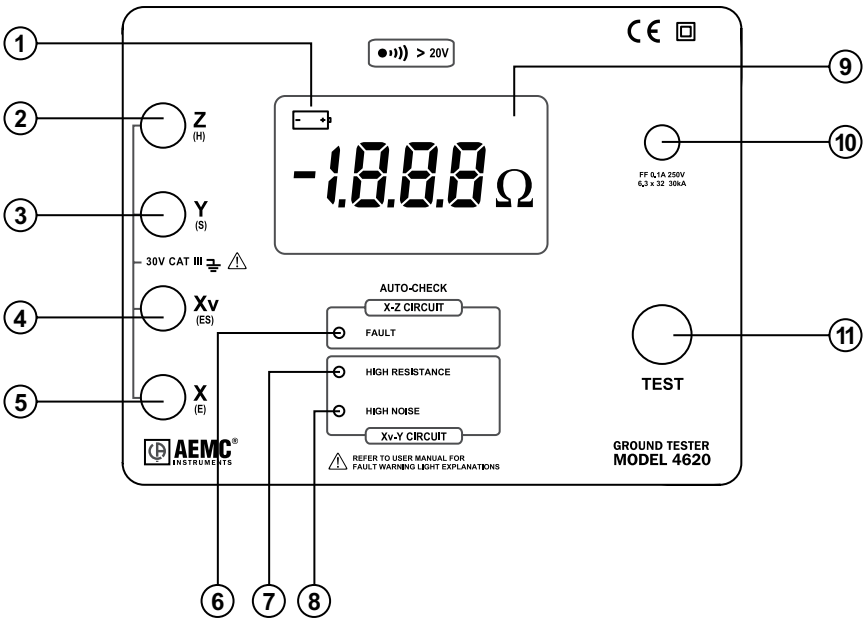 > 20V
CE
1
2
3
4
5
6
7
8
9
10
11
Z
(H)
Y
(S)
30V CAT III
Xv
(ES)
X
(E)
- +
-1.8.8.8 Ω
FF 0.1A 250V
6.3 x 32 30kA
AUTO-CHECK
X-Z CIRCUIT
FAULT
HIGH RESISTANCE
HIGH NOISE
Xv-Y CIRCUIT
REFER TO USER MANUAL FOR
FAULT WARNING LIGHT EXPLANATIONS
TEST
AEMC®
INSTRUMENTS
GROUND TESTER
MODEL 4620